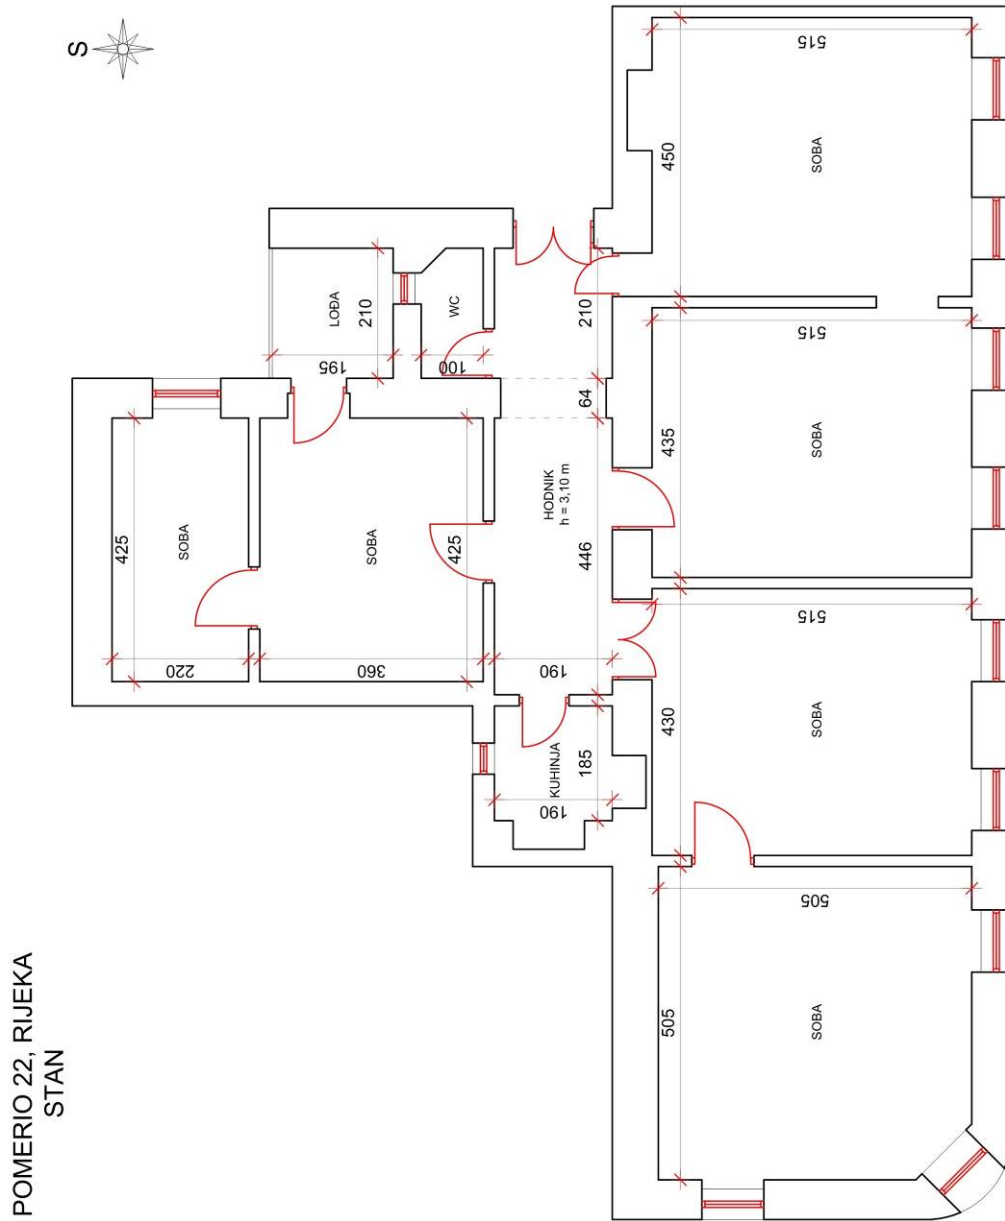 POMERIO 22, RIJEKA
STAN
S
SOBA
425
220
SOBA
425
360
LOĐA
210
195
WC
100
HODNIK
h = 3,10 m
446
64
210
190
KUHINJA
185
190
SOBA
505
505
SOBA
430
515
SOBA
435
515
SOBA
450
515